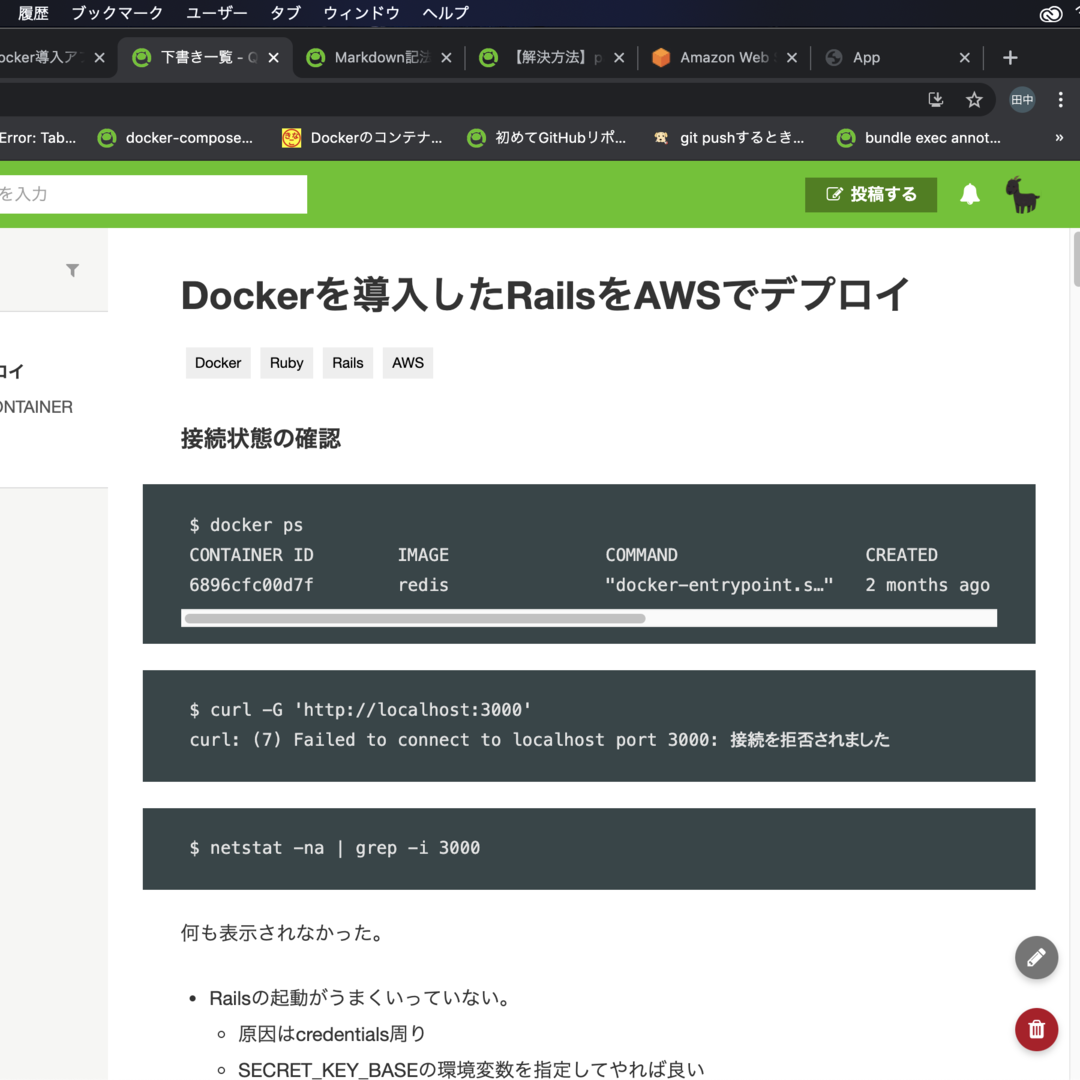 履歴 ブックマーク ユーザー タブ ウィンドウ ヘルプ
ocker導入ア 下書き一覧 - Q Markdown記法 【解決方法】p Amazon Web S App
田中
Error: Tab... docker-compose... Dockerのコンテナ... 初めてGitHubリポ... git pushするとき... bundle exec annot... »
を入力 投稿する
Dockerを導入したRailsをAWSでデプロイ
Docker Ruby Rails AWS
ロイ
ONTAINER
接続状態の確認
$ docker ps
CONTAINER ID IMAGE COMMAND CREATED
6896cfc00d7f redis "docker-entrypoint.s…" 2 months ago
$ curl -G 'http://localhost:3000'
curl: (7) Failed to connect to localhost port 3000: 接続を拒否されました
$ netstat -na | grep -i 3000
何も表示されなかった。
• Railsの起動がうまくいっていない。
◦ 原因はcredentials周り
◦ SECRET_KEY_BASEの環境変数を指定してやれば良い